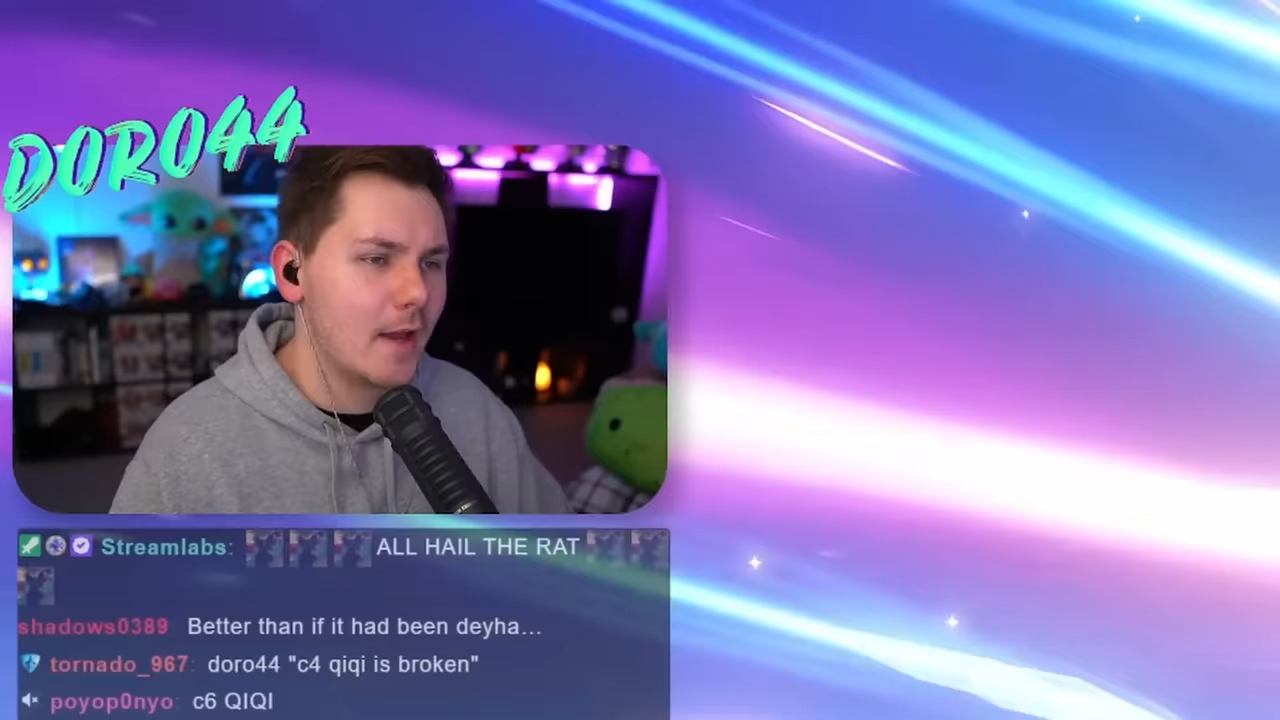 DORO44
Streamlabs: ALL HAIL THE RAT
shadows0389 Better than if it had been deyha...
tornado_967: doro44 "c4 qiqi is broken"
poyop0nyo: c6 QIQI